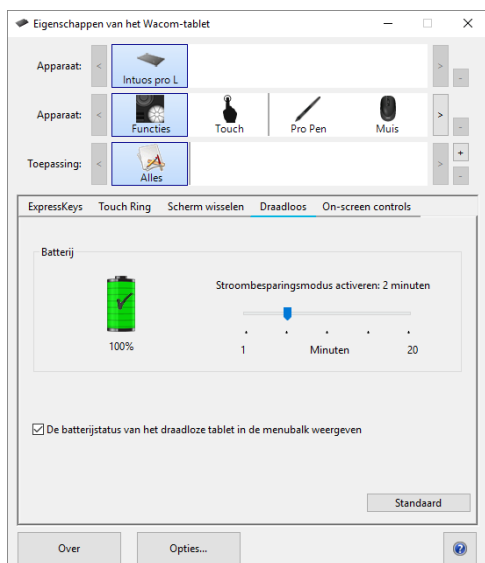 Eigenschappen van het Wacom-tablet
Apparaat:
Intuos pro L
Apparaat:
Functies Touch Pro Pen Muis
Toepassing:
Alles
ExpressKeys Touch Ring Scherm wisselen Draadloos On-screen controls
Batterij
Stroombesparingsmodus activeren: 2 minuten
100%
1 Minuten 20
De batterijstatus van het draadloze tablet in de menubalk weergeven
Standaard
Over Opties...